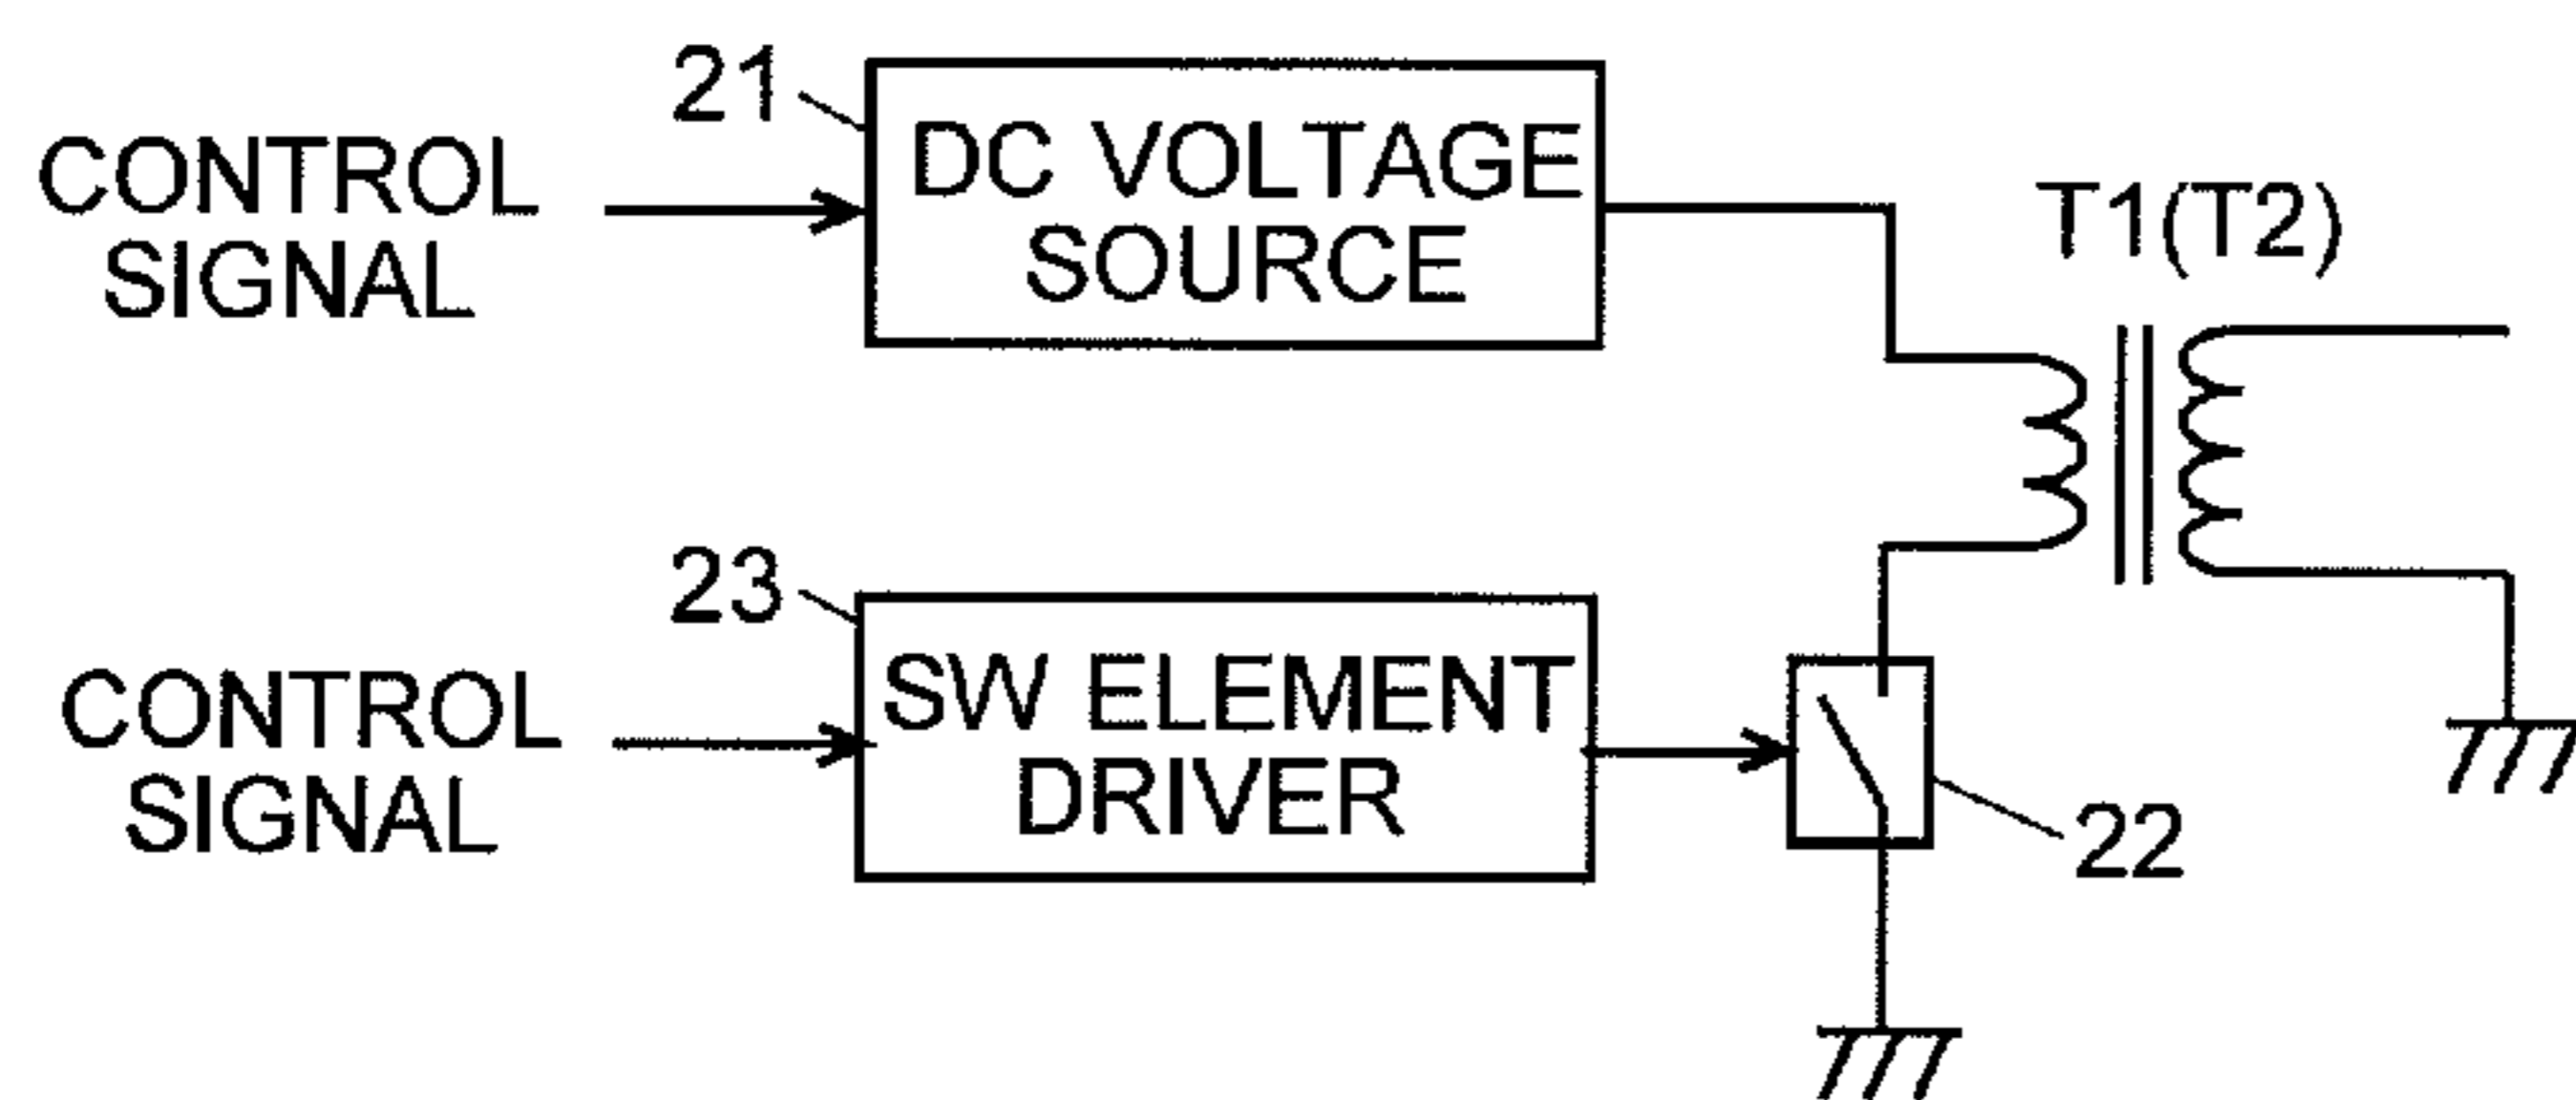 21
CONTROL
SIGNAL
DC VOLTAGE
SOURCE
T1(T2)
23
CONTROL
SIGNAL
SW ELEMENT
DRIVER
22